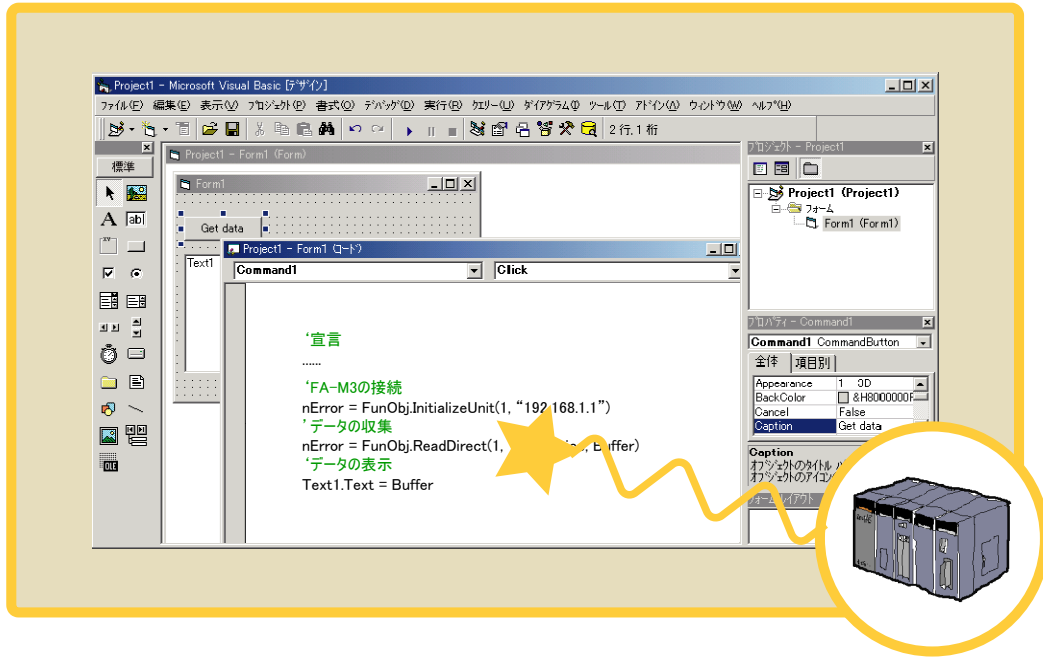 Project1 - Microsoft Visual Basic [ﾃﾞｻﾞｲﾝ]
ﾌｧｲﾙ(F) 編集(E) 表示(V) ﾌﾟﾛｼﾞｪｸﾄ(P) 書式(O) ﾃﾞﾊﾞｯｸﾞ(D) 実行(R) ｸｴﾘｰ(U) ﾀﾞｲｱｸﾞﾗﾑ(I) ﾂｰﾙ(T) ｱﾄﾞｲﾝ(A) ｳｨﾝﾄﾞｳ(W) ﾍﾙﾌﾟ(H)
2 行, 1 桁
標準
A
ab
XY
OLE
Project1 - Form1 (Form)
Form1
Get data
Text1
Project1 - Form1 (ｺｰﾄﾞ)
Command1
Click
‘宣言
......
‘FA-M3の接続
nError = FunObj.InitializeUnit(1, “192.168.1.1”)
’データの収集
nError = FunObj.ReadDirect(1, Buffer)
‘データの表示
Text1.Text = Buffer
ﾌﾟﾛｼﾞｪｸﾄ - Project1
Project1 (Project1)
ﾌｫｰﾑ
Form1 (Form1)
ﾌﾟﾛﾊﾟﾃｨ - Command1
Command1 CommandButton
全体 項目別
Appearance 1 3D
BackColor &H8000000F
Cancel False
Caption Get data
Caption
ｵﾌﾞｼﾞｪｸﾄのﾀｲﾄﾙ
ｵﾌﾞｼﾞｪｸﾄのｱｲｺﾝ
ﾌｫｰﾑ ﾚｲｱｳﾄ